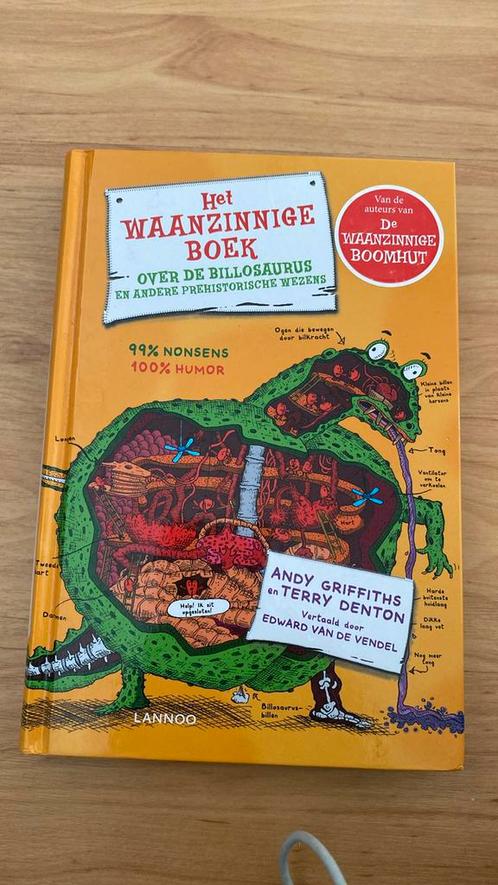 Het
WAANZINNIGE
BOEK
OVER DE BILLOSAURUS
EN ANDERE PREHISTORISCHE WEZENS
Van de
auteurs van
De
WAANZINNIGE
BOOMHUT
99% NONSENS
100% HUMOR
Ogen die bewegen
door bilkracht
Kleine billen
in plaats
van kleine
hersens
Tong
Ventilator
om te
verkoelen
Longen
Hart
Tweede
hart
Darmen
Help! Ik zit
opgesloten!
ANDY GRIFFITHS
en TERRY DENTON
Vertaald door
EDWARD VAN DE VENDEL
Harde
buitenste
huidlaag
Dikke
laag vet
Nog meer
tong
Billosaurus-
billen
LANNOO